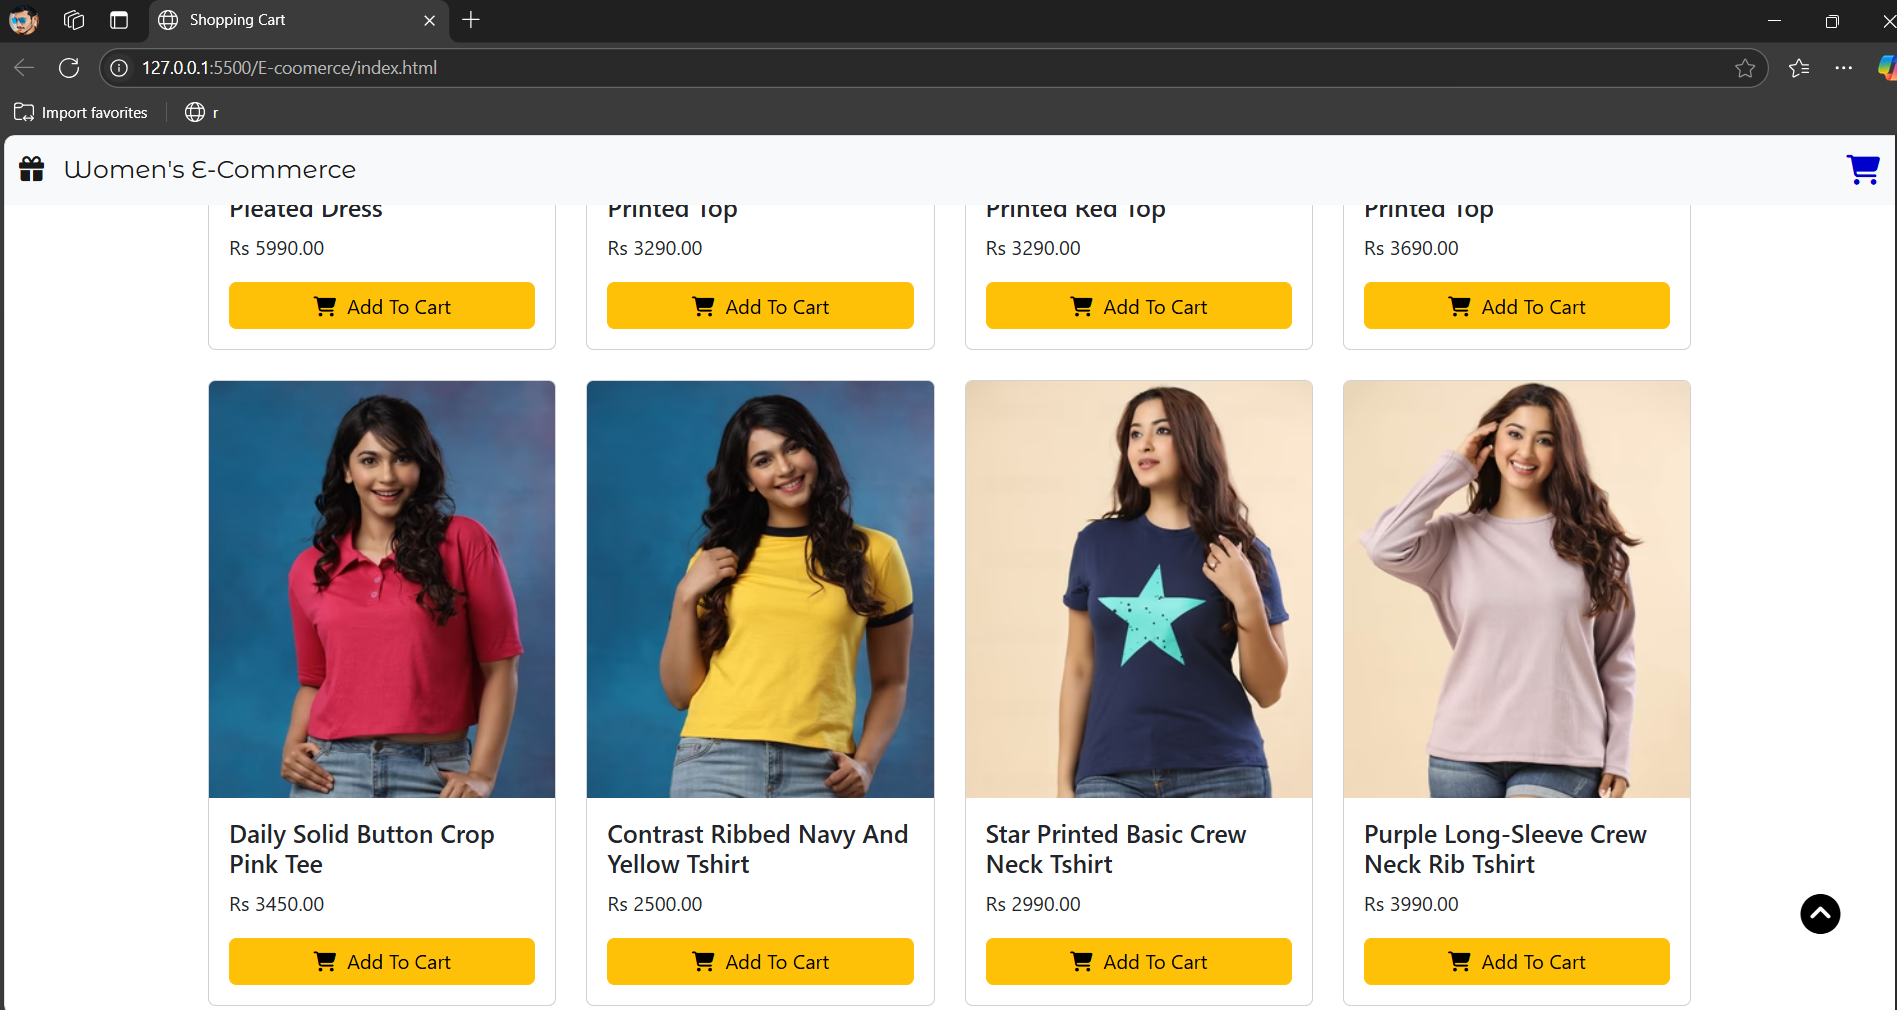 Shopping Cart
127.0.0.1:5500/E-coomerce/index.html
Import favorites
r
Women's E-Commerce
Pleated Dress
Printed Top
Printed Red Top
Printed Top
Rs 5990.00
Rs 3290.00
Rs 3290.00
Rs 3690.00
Add To Cart
Add To Cart
Add To Cart
Add To Cart
Daily Solid Button Crop
Pink Tee
Contrast Ribbed Navy And
Yellow Tshirt
Star Printed Basic Crew
Neck Tshirt
Purple Long-Sleeve Crew
Neck Rib Tshirt
Rs 3450.00
Rs 2500.00
Rs 2990.00
Rs 3990.00
Add To Cart
Add To Cart
Add To Cart
Add To Cart